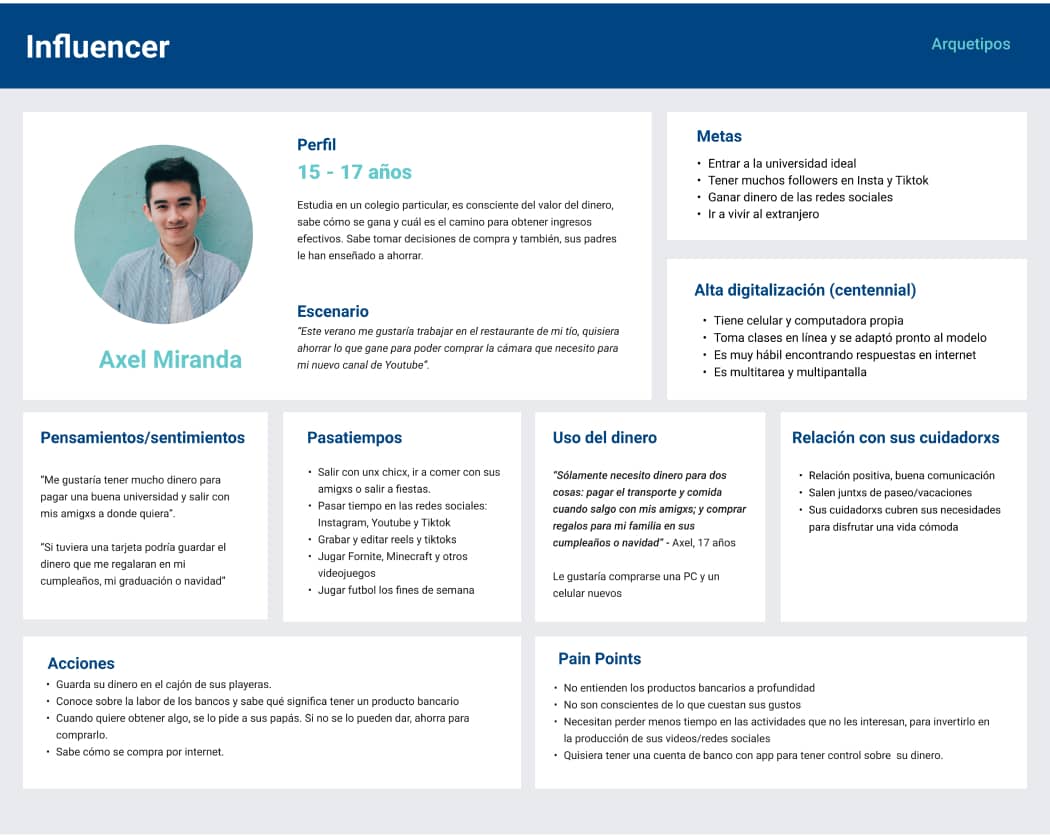 Influencer
Arquetipos
Perfil
15 - 17 años
Estudia en un colegio particular, es consciente del valor del dinero,
sabe cómo se gana y cuál es el camino para obtener ingresos
efectivos. Sabe tomar decisiones de compra y también, sus padres
le han enseñado a ahorrar.
Escenario
"Este verano me gustaría trabajar en el restaurante de mi tío, quisiera
ahorrar lo que gane para poder comprar la cámara que necesito para
mi nuevo canal de Youtube".
Axel Miranda
Metas
• Entrar a la universidad ideal
• Tener muchos followers en Insta y Tiktok
• Ganar dinero de las redes sociales
• Ir a vivir al extranjero
Alta digitalización (centennial)
• Tiene celular y computadora propia
• Toma clases en línea y se adaptó pronto al modelo
• Es muy hábil encontrando respuestas en internet
• Es multitarea y multipantalla
Pensamientos/sentimientos
"Me gustaría tener mucho dinero para
pagar una buena universidad y salir con
mis amigxs a donde quiera".
"Si tuviera una tarjeta podría guardar el
dinero que me regalaran en mi
cumpleaños, mi graduación o navidad"
Pasatiempos
• Salir con unx chicx, ir a comer con sus
amigxs o salir a fiestas.
• Pasar tiempo en las redes sociales:
Instagram, Youtube y Tiktok
• Grabar y editar reels y tiktoks
• Jugar Fornite, Minecraft y otros
videojuegos
• Jugar futbol los fines de semana
Uso del dinero
"Sólamente necesito dinero para dos
cosas: pagar el transporte y comida
cuando salgo con mis amigxs; y comprar
regalos para mi familia en sus
cumpleaños o navidad" - Axel, 17 años
Le gustaría comprarse una PC y un
celular nuevos
Relación con sus cuidadorxs
• Relación positiva, buena comunicación
• Salen juntxs de paseo/vacaciones
• Sus cuidadorxs cubren sus necesidades
para disfrutar una vida cómoda
Acciones
• Guarda su dinero en el cajón de sus playeras.
• Conoce sobre la labor de los bancos y sabe qué significa tener un producto bancario
• Cuando quiere obtener algo, se lo pide a sus papás. Si no se lo pueden dar, ahorra para
comprarlo.
• Sabe cómo se compra por internet.
Pain Points
• No entienden los productos bancarios a profundidad
• No son conscientes de lo que cuestan sus gustos
• Necesitan perder menos tiempo en las actividades que no les interesan, para invertirlo en
la producción de sus videos/redes sociales
• Quisiera tener una cuenta de banco con app para tener control sobre su dinero.